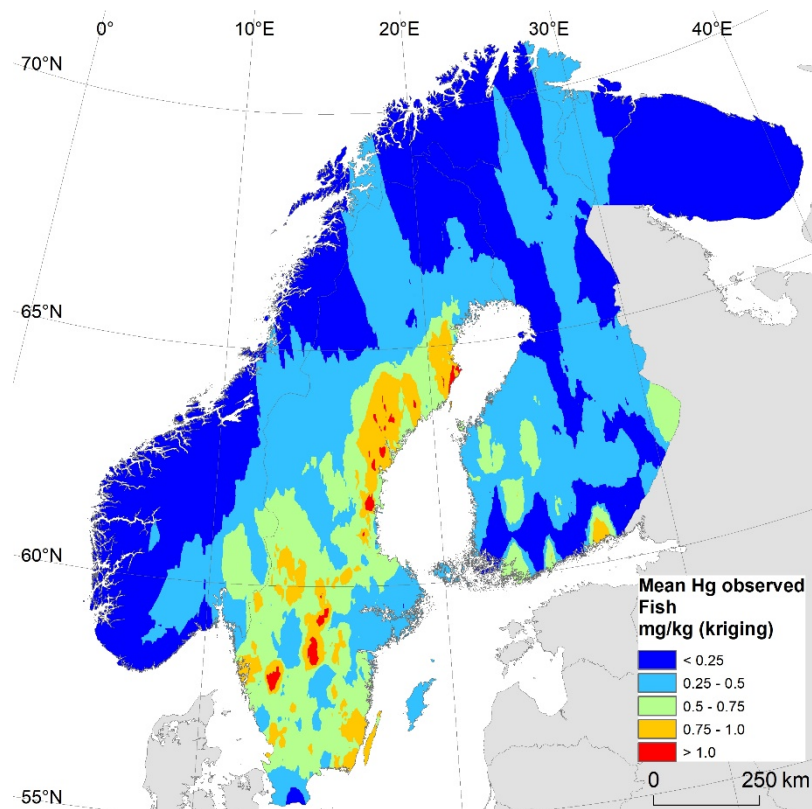 0°
10°E
20°E
30°E
40°E
70°N
65°N
60°N
55°N
Mean Hg observed
Fish
mg/kg (kriging)
< 0.25
0.25 - 0.5
0.5 - 0.75
0.75 - 1.0
> 1.0
0 250 km